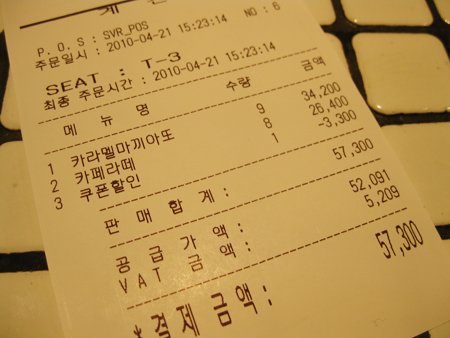 P.O.S : SVR_POS NO : 6
주문일시 : 2010-04-21 15:23:14
SEAT : T-3
최종 주문시간 : 2010-04-21 15:23:14
메 뉴 명 수량 금액
1 카라멜마끼아또 9 34,200
2 카페라떼 8 26,400
3 쿠폰할인 1 -3,300
판 매 합 계 : 57,300
공 급 가 액 : 52,091
VAT 금 액 : 5,209
*결제 금액 : 57,300